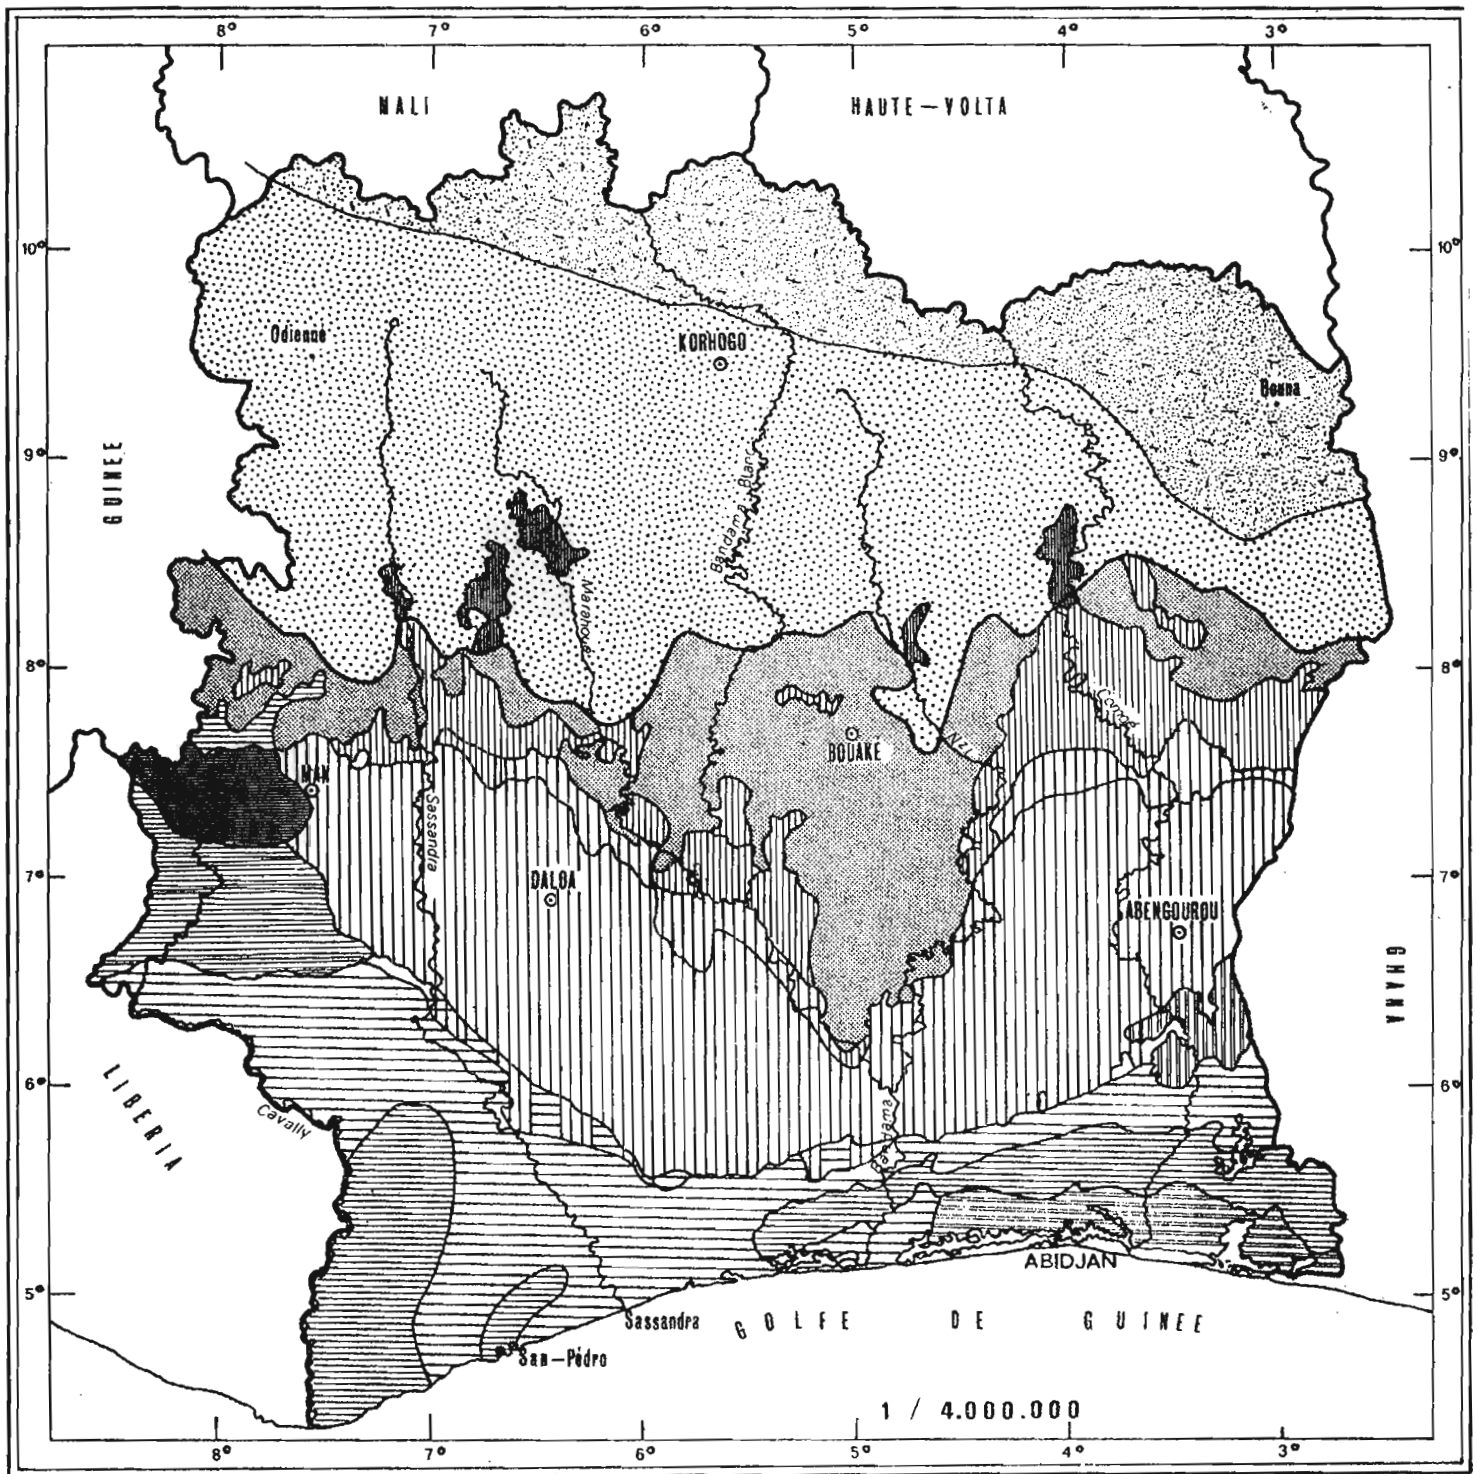 8° 7° 6° 5° 4° 3°
MALI HAUTE-VOLTA
10° 10°
Odienné
KORHOGO
Bouna
9° 9°
GUINEE
Bandama Blanc
Marahoue
8° 8°
Comoé
N'Zi
BOUAKE
MAN
Sassandra
7° 7°
DALOA
ABENGOUROU
GHANA
6° 6°
LIBERIA
Cavally
Bandama
ABIDJAN
5° 5°
Sassandra
GOLFE DE GUINEE
San-Pédro
1 / 4.000.000
8° 7° 6° 5° 4° 3°